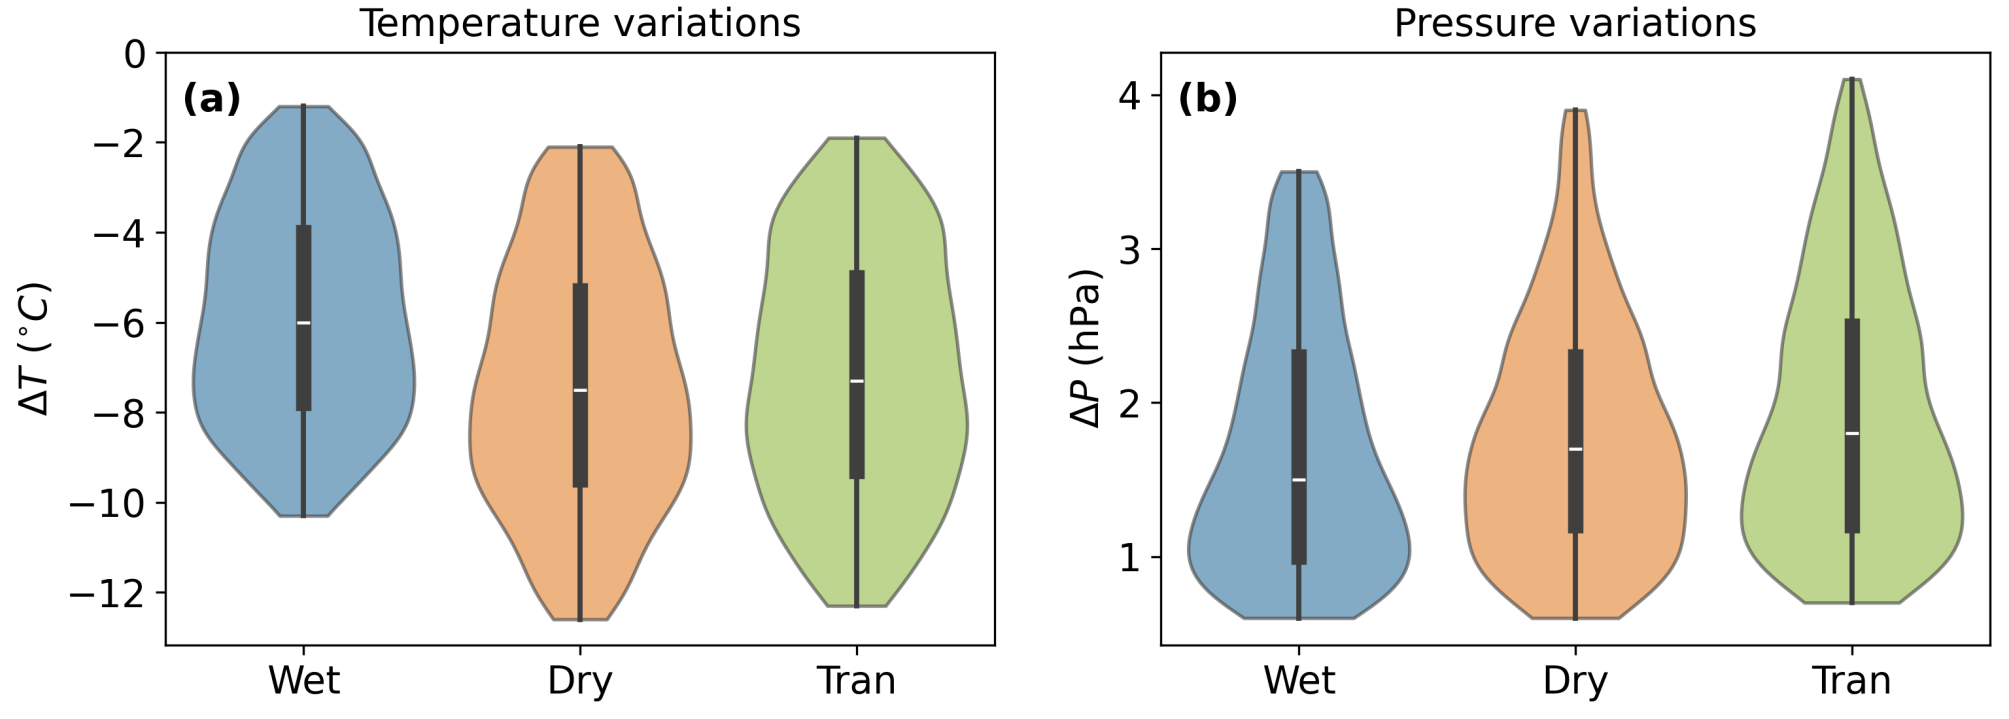 Temperature variations
(a)
0
−2
−4
−6
−8
−10
−12
ΔT (°C)
Wet Dry Tran
Pressure variations
(b)
4
3
2
1
ΔP (hPa)
Wet Dry Tran